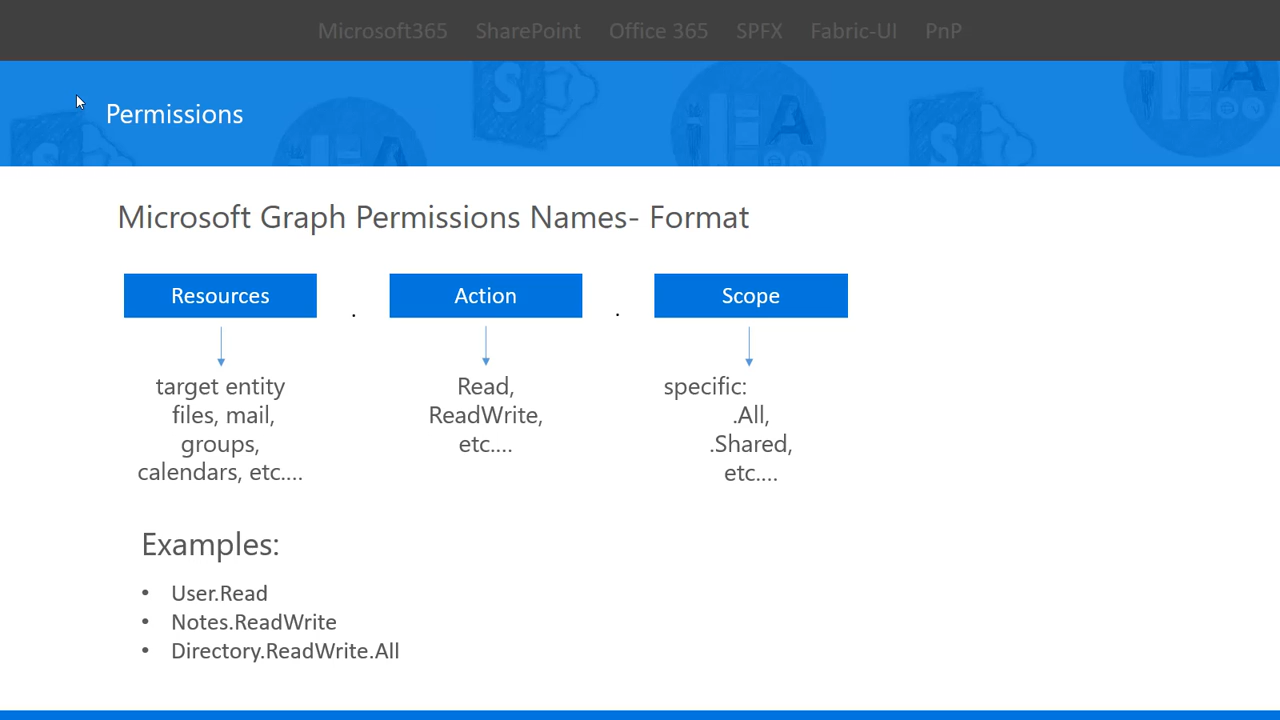 Microsoft365 SharePoint Office 365 SPFX Fabric-UI PnP
Permissions
Microsoft Graph Permissions Names- Format
Resources . Action . Scope
target entity
files, mail,
groups,
calendars, etc....
Read,
ReadWrite,
etc....
specific:
.All,
.Shared,
etc....
Examples:
• User.Read
• Notes.ReadWrite
• Directory.ReadWrite.All